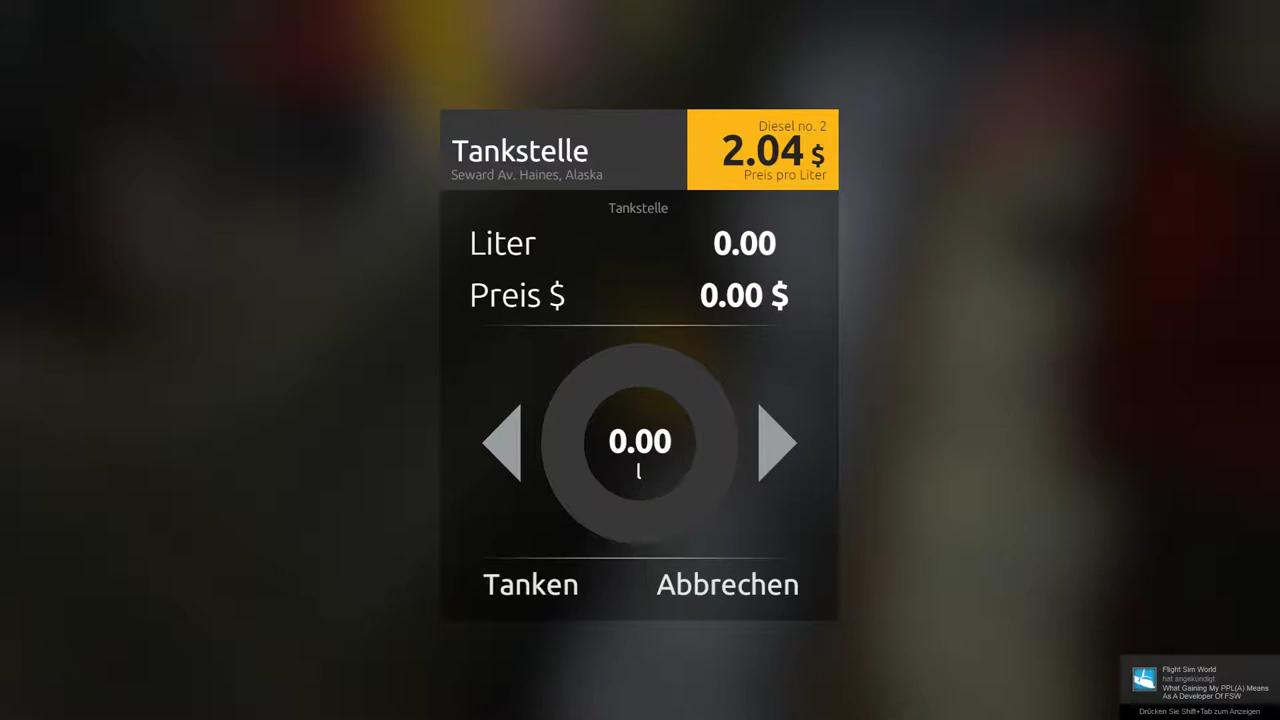 Tankstelle
Seward Av. Haines, Alaska
Diesel no. 2
2.04 $
Preis pro Liter
Tankstelle
Liter 0.00
Preis $ 0.00 $
0.00
l
Tanken Abbrechen
Flight Sim World
hat angekündigt
What Gaining My PPL(A) Means
As A Developer Of FSW
Drücken Sie Shift+Tab zum Anzeigen